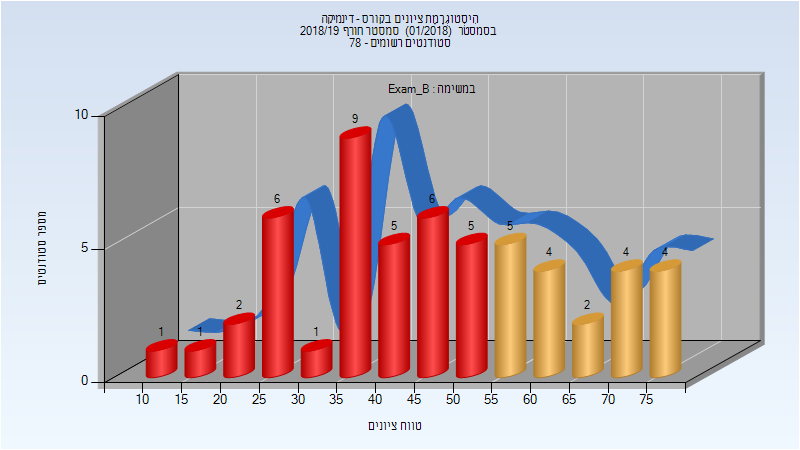 היסטוגרמת ציונים בקורס - דינמיקה
בסמסטר (01/2018) סמסטר חורף 2018/19
סטודנטים רשומים - 78
במשימה : Exam_B
מספר סטודנטים
10
5
0
1
1
2
6
1
9
5
6
5
5
4
2
4
4
10 15 20 25 30 35 40 45 50 55 60 65 70 75
טווח ציונים